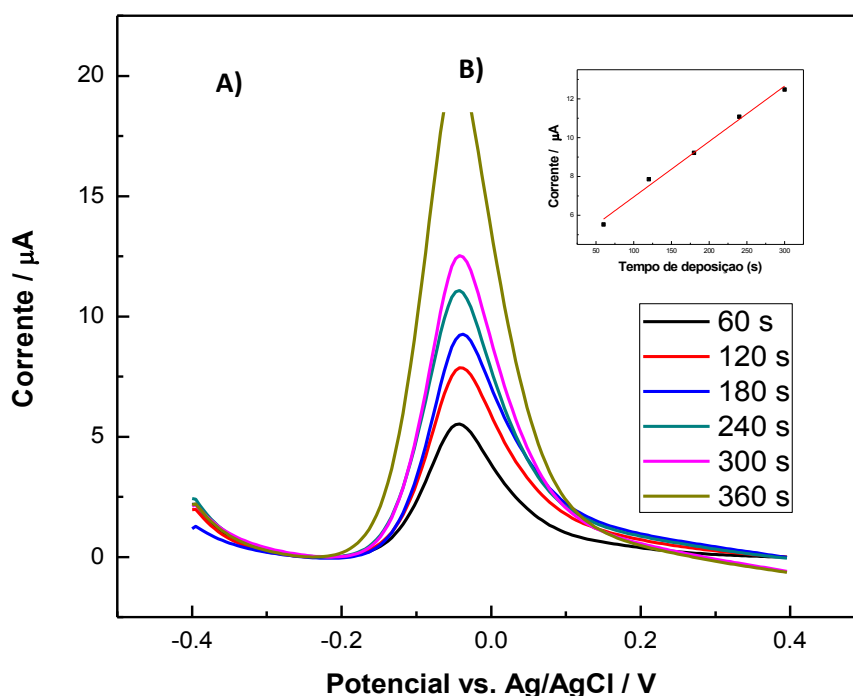 A)
B)
20
15
10
5
0
Corrente / µA
-0.4
-0.2
0.0
0.2
0.4
Potencial vs. Ag/AgCl / V
12
10
8
6
Corrente / µA
50
100
150
200
250
300
Tempo de deposiçao (s)
60 s
120 s
180 s
240 s
300 s
360 s